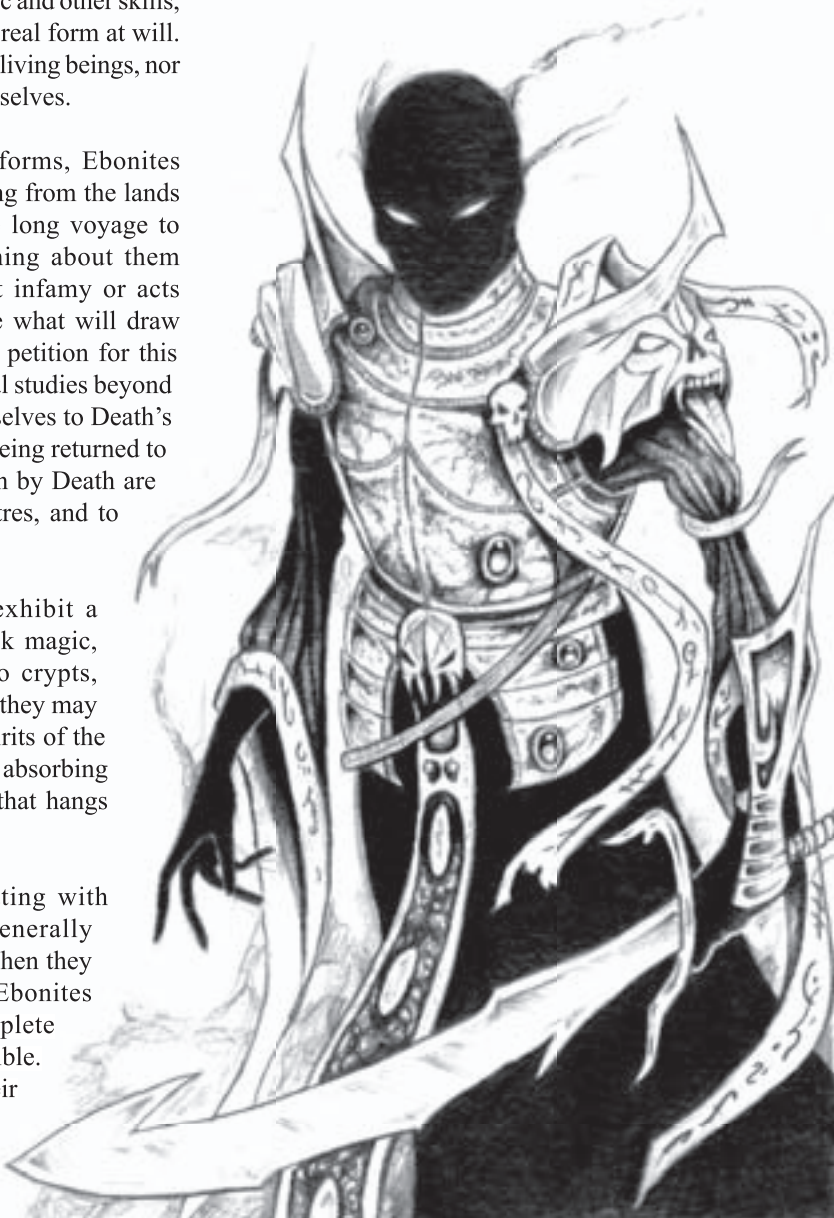 c and other skills,
real form at will.
living beings, nor
selves.
forms, Ebonites
ng from the lands
long voyage to
ning about them
t infamy or acts
e what will draw
petition for this
l studies beyond
selves to Death’s
eing returned to
n by Death are
tres, and to
exhibit a
k magic,
o crypts,
they may
irits of the
absorbing
that hangs
ting with
enerally
hen they
Ebonites
plete
ble.
ir